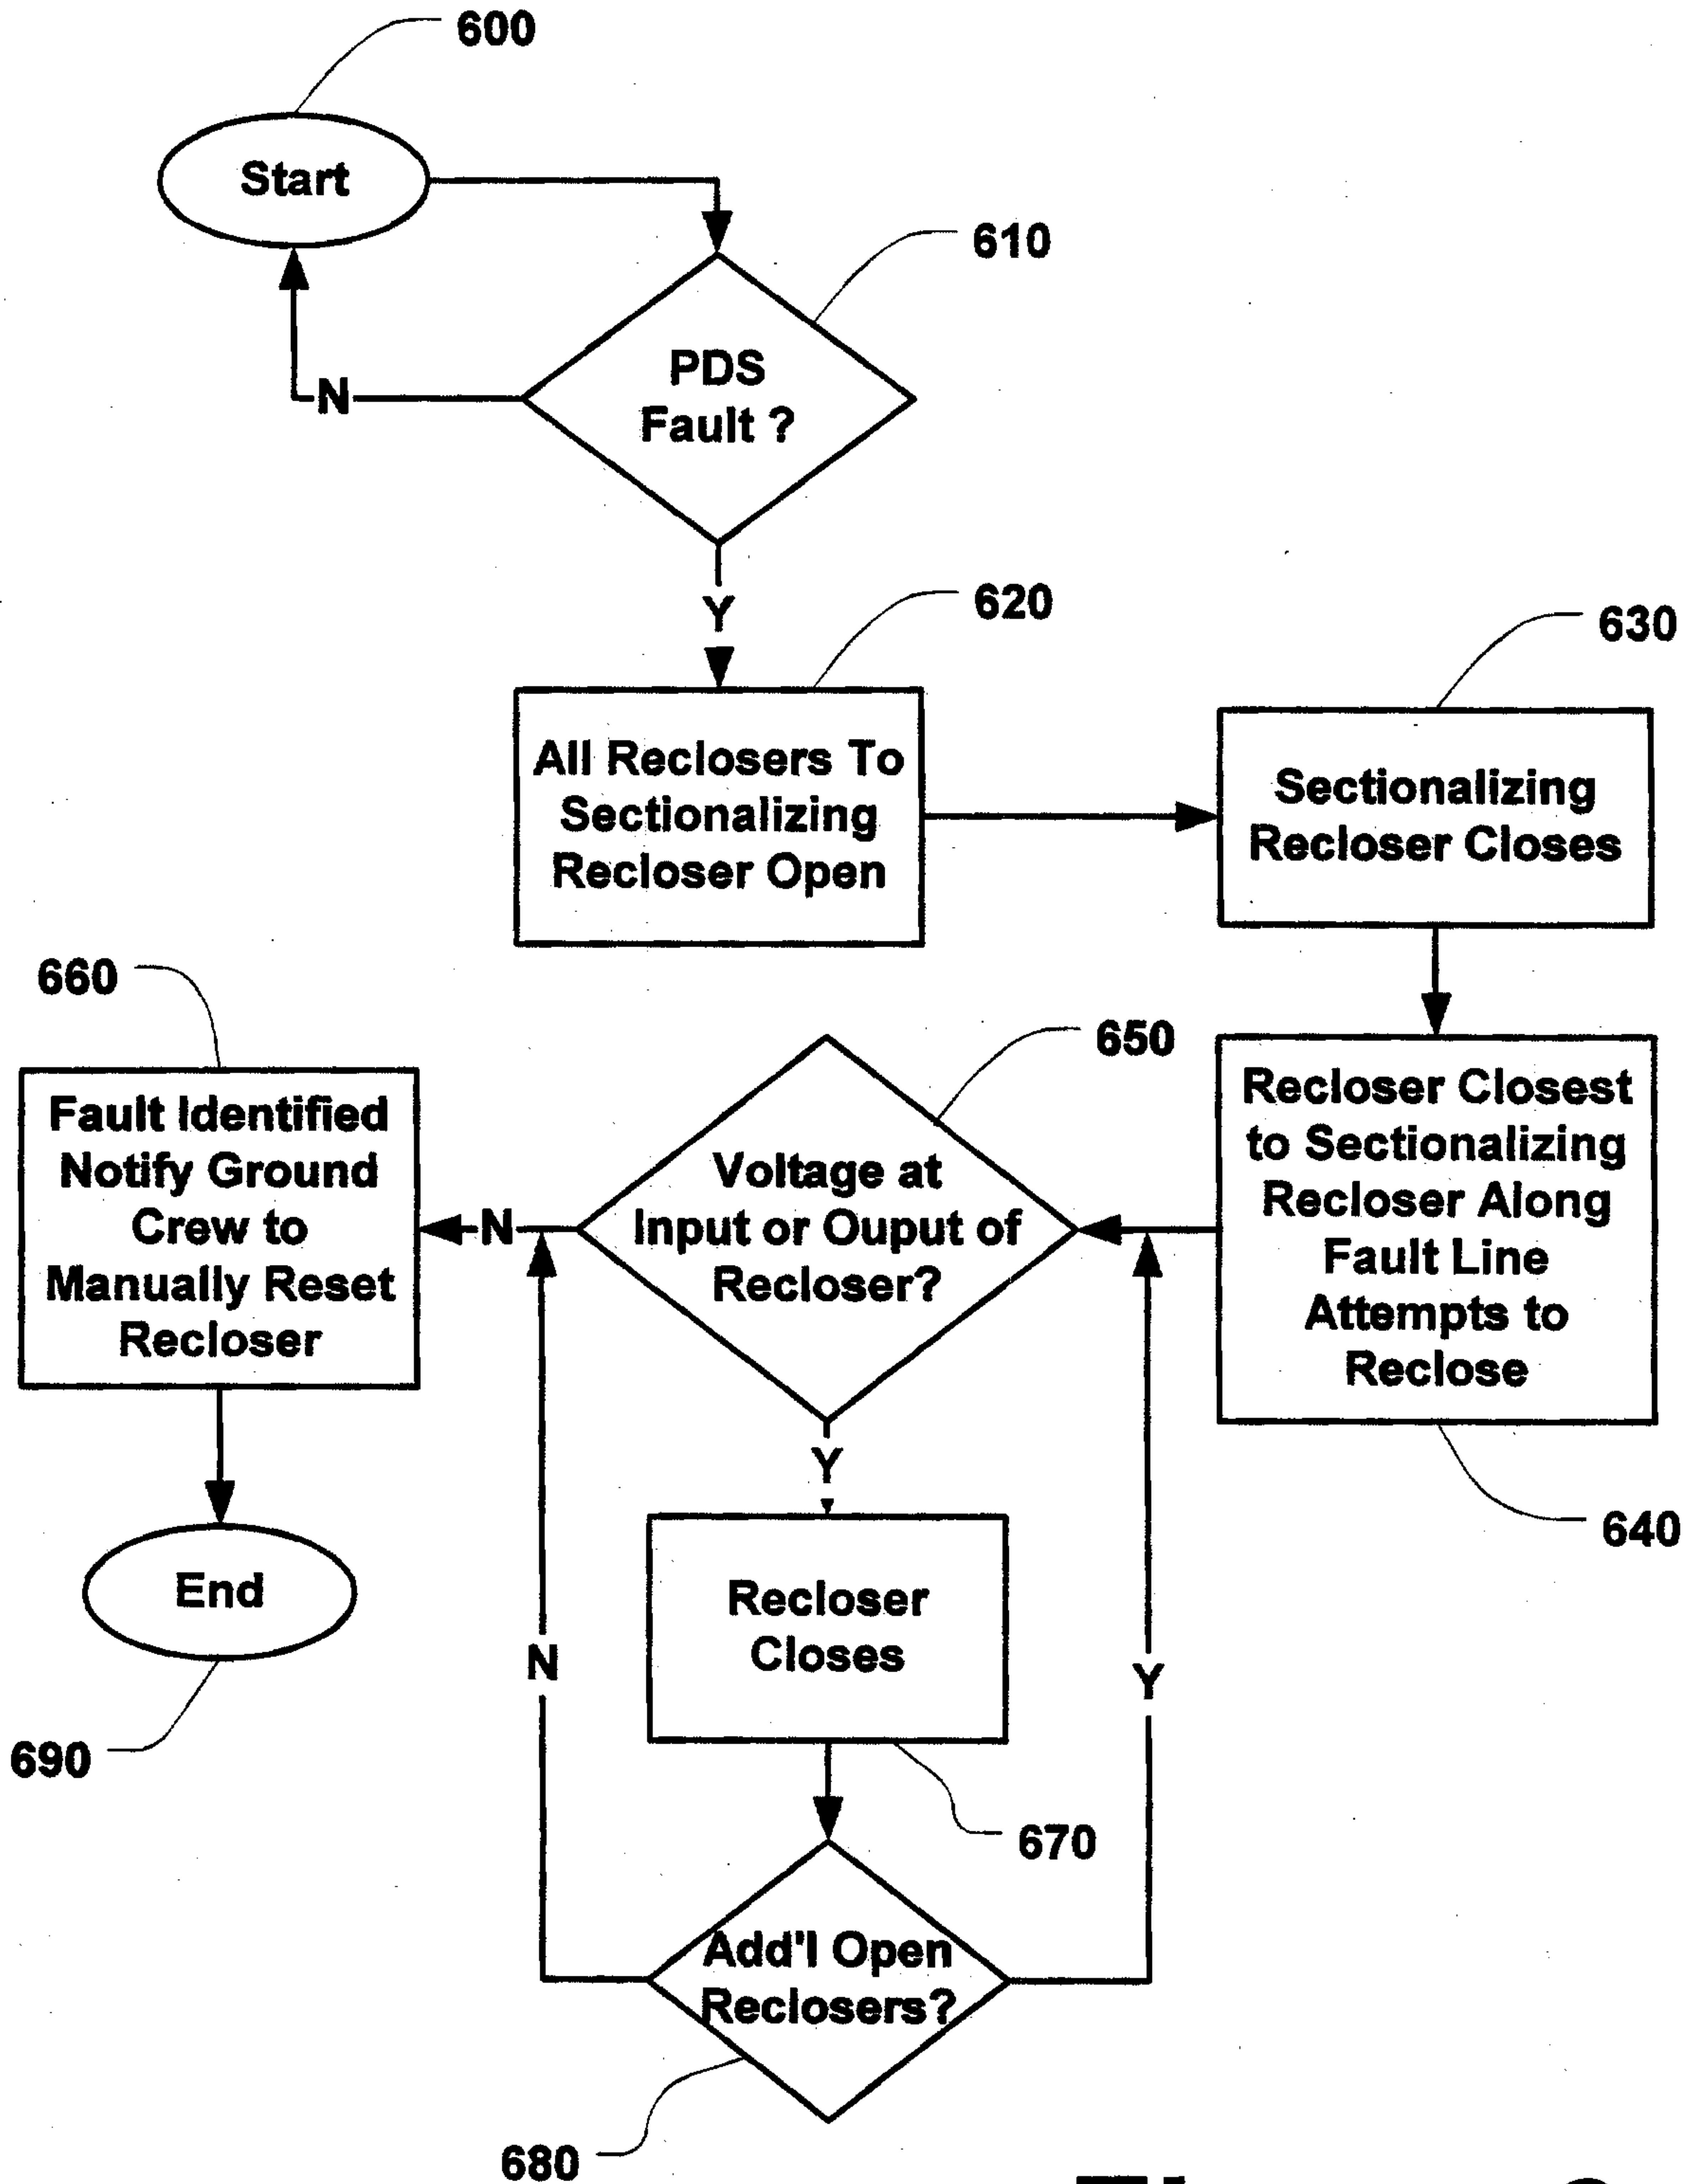 600
Start
610
PDS
Fault ?
N
Y
620
All Reclosers To
Sectionalizing
Recloser Open
630
Sectionalizing
Recloser Closes
640
Recloser Closest
to Sectionalizing
Recloser Along
Fault Line
Attempts to
Reclose
650
Voltage at
Input or Ouput of
Recloser?
N
660
Fault Identified
Notify Ground
Crew to
Manually Reset
Recloser
End
690
Y
Recloser
Closes
670
Add'l Open
Reclosers?
N
Y
680